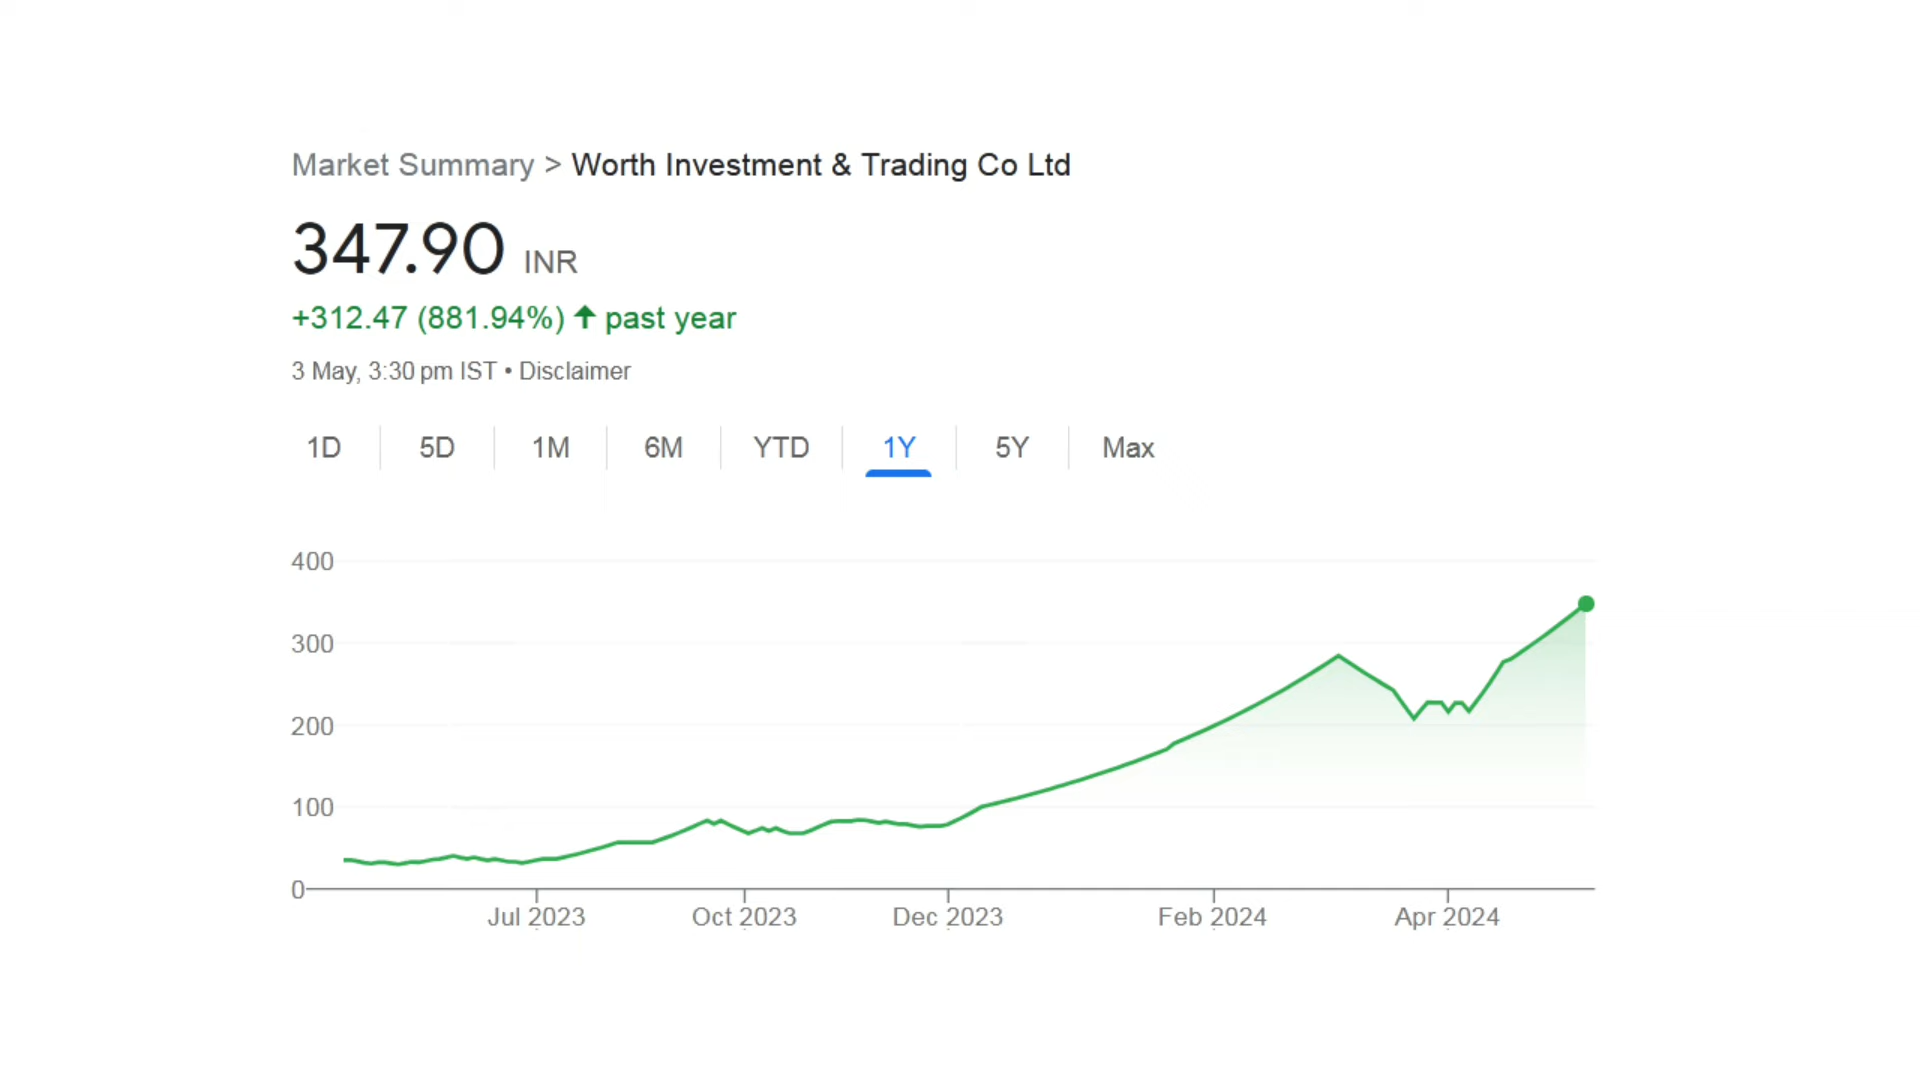 Market Summary > Worth Investment & Trading Co Ltd
347.90 INR
+312.47 (881.94%) ↑ past year
3 May, 3:30 pm IST • Disclaimer
1D 5D 1M 6M YTD 1Y 5Y Max
400
300
200
100
0
Jul 2023 Oct 2023 Dec 2023 Feb 2024 Apr 2024